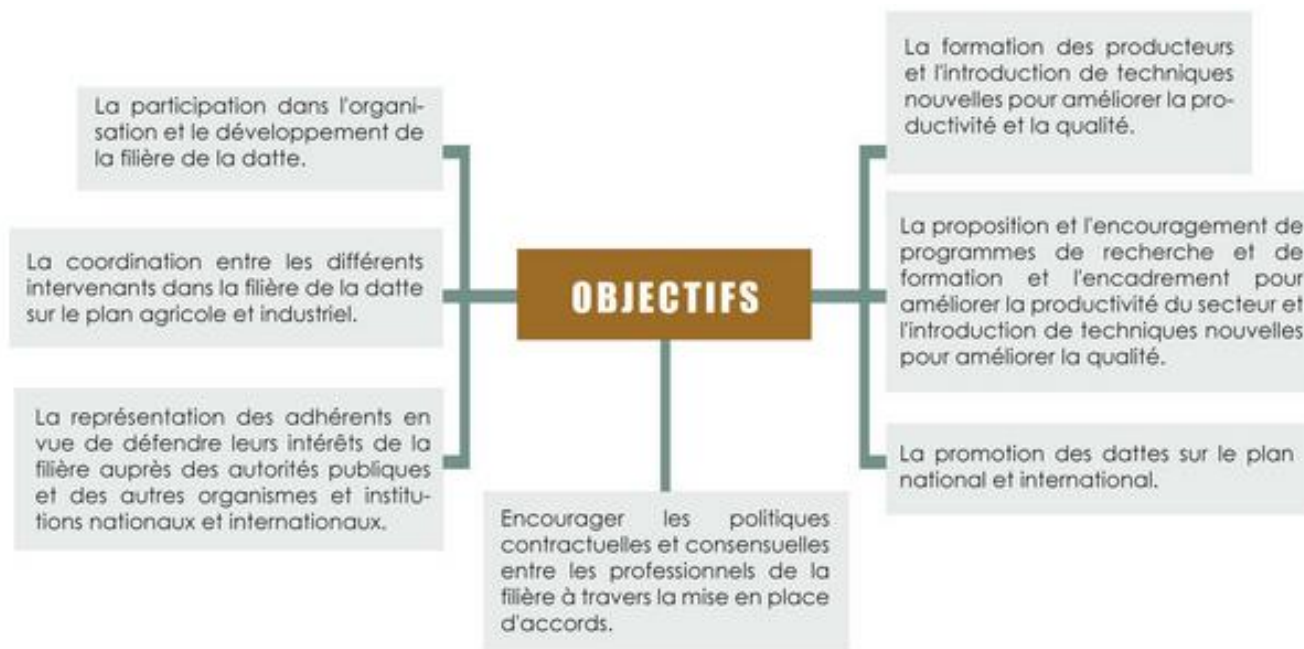 La participation dans l'organi-
sation et le développement de
la filière de la datte.
La coordination entre les différents
intervenants dans la filière de la datte
sur le plan agricole et industriel.
La représentation des adhérents en
vue de défendre leurs intérêts de la
filière auprès des autorités publiques
et des autres organismes et institu-
tions nationaux et internationaux.
OBJECTIFS
Encourager les politiques
contractuelles et consensuelles
entre les professionnels de la
filière à travers la mise en place
d'accords.
La formation des producteurs
et l'introduction de techniques
nouvelles pour améliorer la pro-
ductivité et la qualité.
La proposition et l'encouragement de
programmes de recherche et de
formation et l'encadrement pour
améliorer la productivité du secteur et
l'introduction de techniques nouvelles
pour améliorer la qualité.
La promotion des dattes sur le plan
national et international.